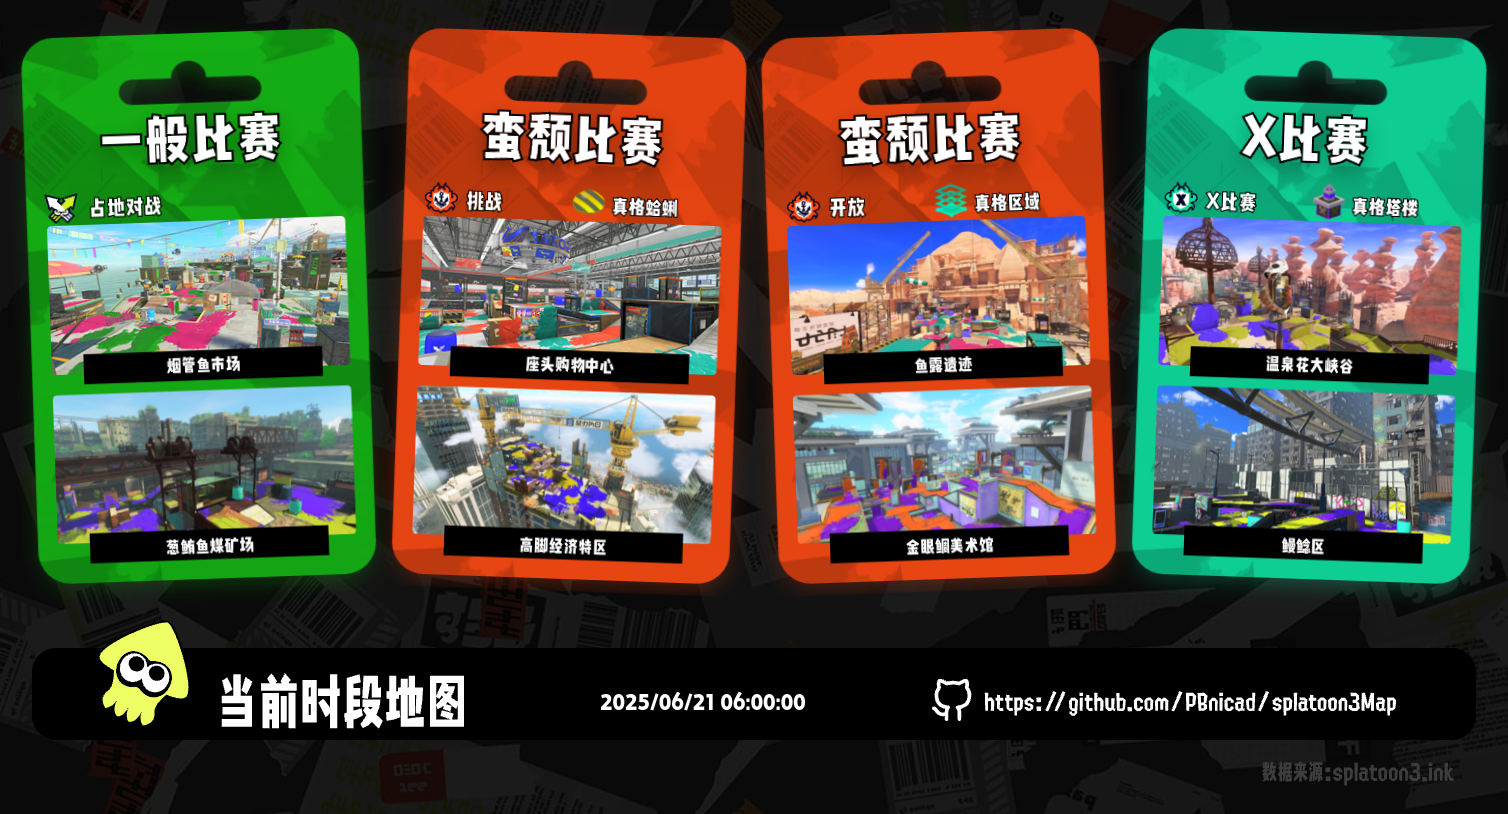 一般比赛
占地对战
烟管鱼市场
葱鲔鱼煤矿场
蛮颓比赛
挑战
真格蛤蜊
座头购物中心
高脚经济特区
蛮颓比赛
开放
真格区域
鱼露遗迹
金眼鲷美术馆
X比赛
X比赛
真格塔楼
温泉花大峡谷
鳗鲶区
当前时段地图
2025/06/21 06:00:00
https://github.com/PBnicad/splatoon3Map
数据来源:splatoon3.ink